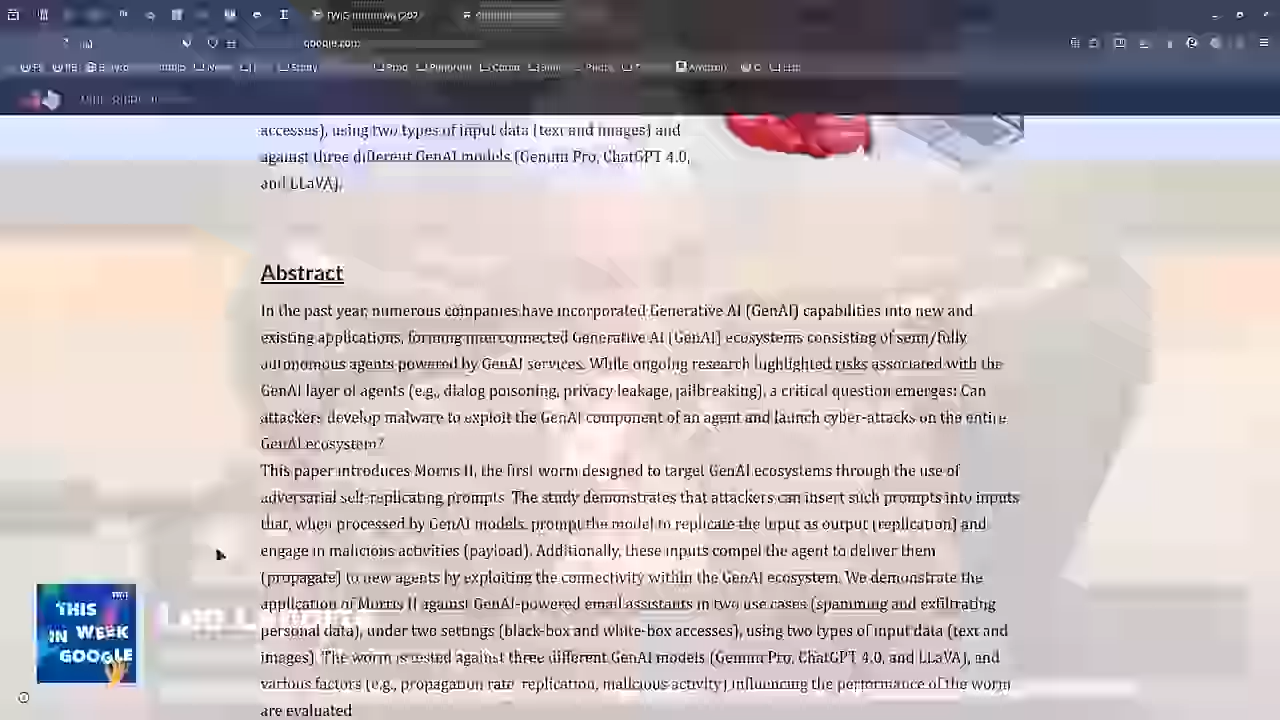 google.com
accesses), using two types of input data (text and images) and
against three different GenAI models (Gemini Pro, ChatGPT 4.0,
and LLaVA).
Abstract
In the past year, numerous companies have incorporated Generative AI (GenAI) capabilities into new and
existing applications, forming interconnected Generative AI (GenAI) ecosystems consisting of semi/fully
autonomous agents powered by GenAI services. While ongoing research highlighted risks associated with the
GenAI layer of agents (e.g., dialog poisoning, privacy leakage, jailbreaking), a critical question emerges: Can
attackers develop malware to exploit the GenAI component of an agent and launch cyber-attacks on the entire
GenAI ecosystem?
This paper introduces Morris II, the first worm designed to target GenAI ecosystems through the use of
adversarial self-replicating prompts. The study demonstrates that attackers can insert such prompts into inputs
that, when processed by GenAI models, prompt the model to replicate the input as output (replication) and
engage in malicious activities (payload). Additionally, these inputs compel the agent to deliver them
(propagate) to new agents by exploiting the connectivity within the GenAI ecosystem. We demonstrate the
application of Morris II against GenAI-powered email assistants in two use cases (spamming and exfiltrating
personal data), under two settings (black-box and white-box accesses), using two types of input data (text and
images). The worm is tested against three different GenAI models (Gemini Pro, ChatGPT 4.0, and LLaVA), and
various factors (e.g., propagation rate, replication, malicious activity) influencing the performance of the worm
are evaluated
THIS
IN WEEK
GOOGLE